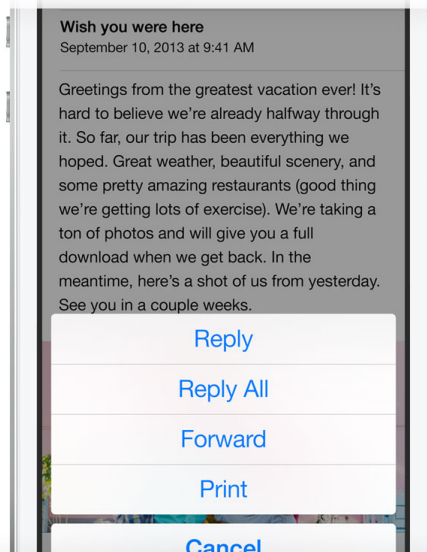 Wish you were here
September 10, 2013 at 9:41 AM
Greetings from the greatest vacation ever! It’s
hard to believe we’re already halfway through
it. So far, our trip has been everything we
hoped. Great weather, beautiful scenery, and
some pretty amazing restaurants (good thing
we’re getting lots of exercise). We’re taking a
ton of photos and will give you a full
download when we get back. In the
meantime, here’s a shot of us from yesterday.
See you in a couple weeks.
Reply
Reply All
Forward
Print
Cancel